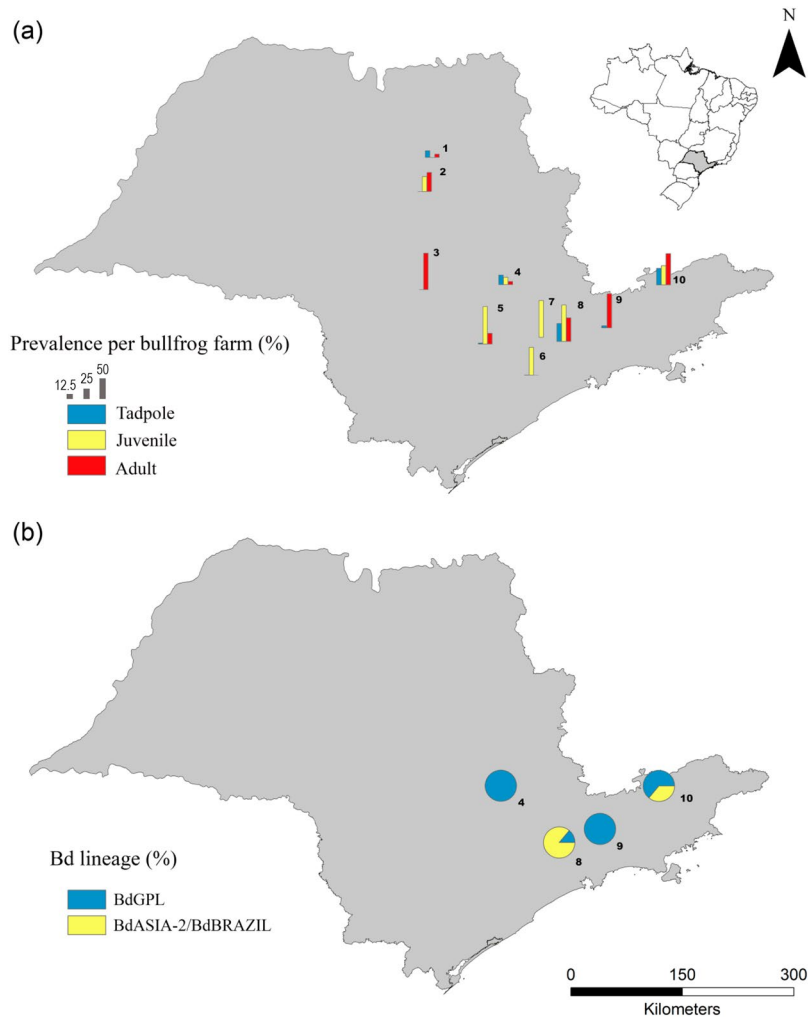 (a)
N
1
2
3
4
5
7
8
9
10
6
Prevalence per bullfrog farm (%)
12.5 25 50
Tadpole
Juvenile
Adult
(b)
4
10
9
8
Bd lineage (%)
BdGPL
BdASIA-2/BdBRAZIL
0 150 300
Kilometers